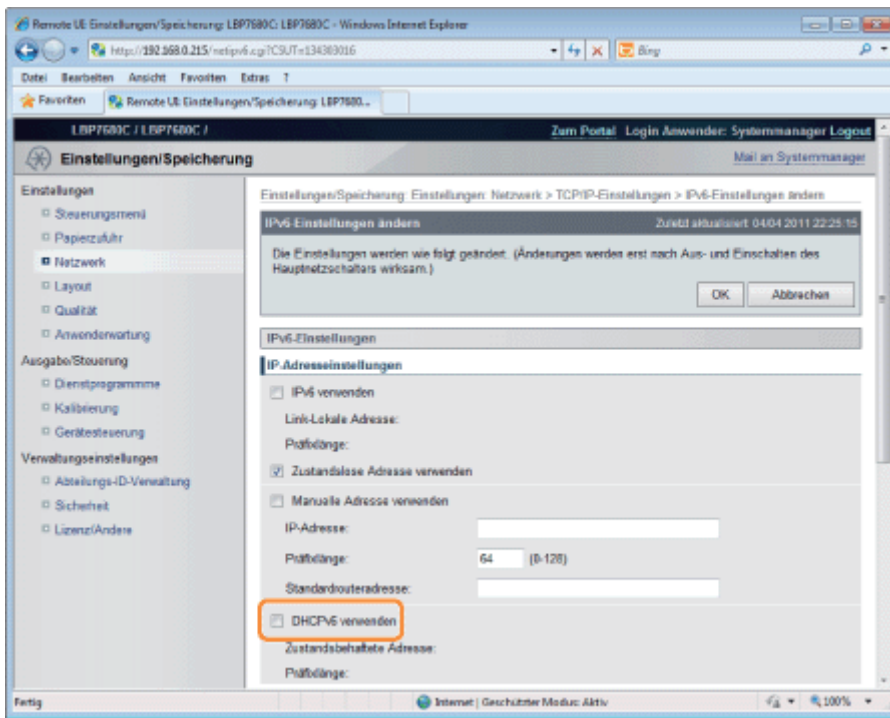 Remote UI: Einstellungen/Speicherung: LBP7680C: LBP7680C - Windows Internet Explorer
http://192.168.0.215/netipv6.cgi?CSUT=134303016
Bing
Datei Bearbeiten Ansicht Favoriten Extras ?
Favoriten Remote UI: Einstellungen/Speicherung: LBP7680...
LBP7680C / LBP7680C / Zum Portal Login Anwender: Systemmanager Logout
Einstellungen/Speicherung Mail an Systemmanager
Einstellungen
Steuerungsmenü
Papierzufuhr
Netzwerk
Layout
Qualität
Anwenderwartung
Ausgabe/Steuerung
Dienstprogramme
Kalibrierung
Gerätesteuerung
Verwaltungseinstellungen
Abteilungs-ID-Verwaltung
Sicherheit
Lizenz/Andere
Einstellungen/Speicherung: Einstellungen: Netzwerk > TCP/IP-Einstellungen > IPv6-Einstellungen ändern
IPv6-Einstellungen ändern Zuletzt aktualisiert 04/04 2011 22:25:15
Die Einstellungen werden wie folgt geändert. (Änderungen werden erst nach Aus- und Einschalten des
Hauptnetzschalters wirksam.)
OK Abbrechen
IPv6-Einstellungen
IP-Adresseinstellungen
IPv6 verwenden
Link-Lokale Adresse:
Präfixlänge:
Zustandslose Adresse verwenden
Manuelle Adresse verwenden
IP-Adresse:
Präfixlänge: 64 (0-128)
Standardrouteradresse:
DHCPv6 verwenden
Zustandsbehaftete Adresse:
Präfixlänge:
Fertig Internet | Geschützter Modus: Aktiv 100%